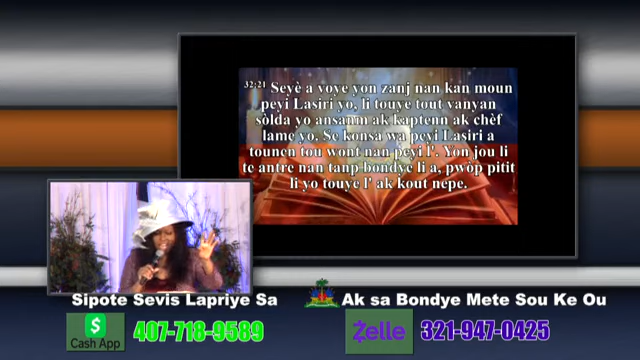 32:21 Seyè a voye yon zanj nan kan moun
peyi Lasiri yo, li touye tout vanyan
sòlda yo ansanm ak kaptenn ak chèf
lame yo. Se konsa wa peyi Lasiri a
tounen tou wont nan peyi l'. Yon jou li
te antre nan tanp bondye li a, pwòp pitit
li yo touye l' ak kout nepe.
Sipote Sevis Lapriye Sa
Ak sa Bondye Mete Sou Ke Ou
$
Cash App
407-718-9589
Zelle
321-947-0425